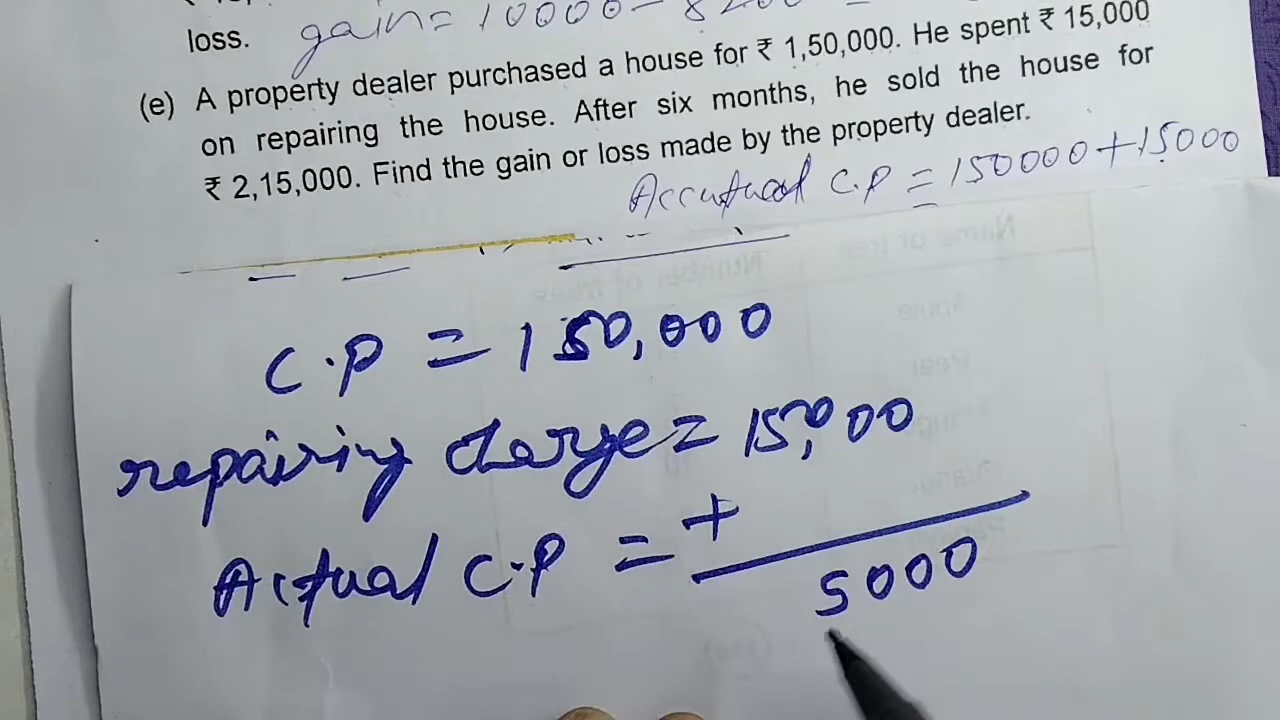 gain = 10000 -
loss.
(e) A property dealer purchased a house for ₹ 1,50,000. He spent ₹ 15,000
on repairing the house. After six months, he sold the house for
₹ 2,15,000. Find the gain or loss made by the property dealer.
Accutual C.P = 150000 + 15000
C.P = 150,000
repairing charge = 15,000
Actual C.P = +
5000